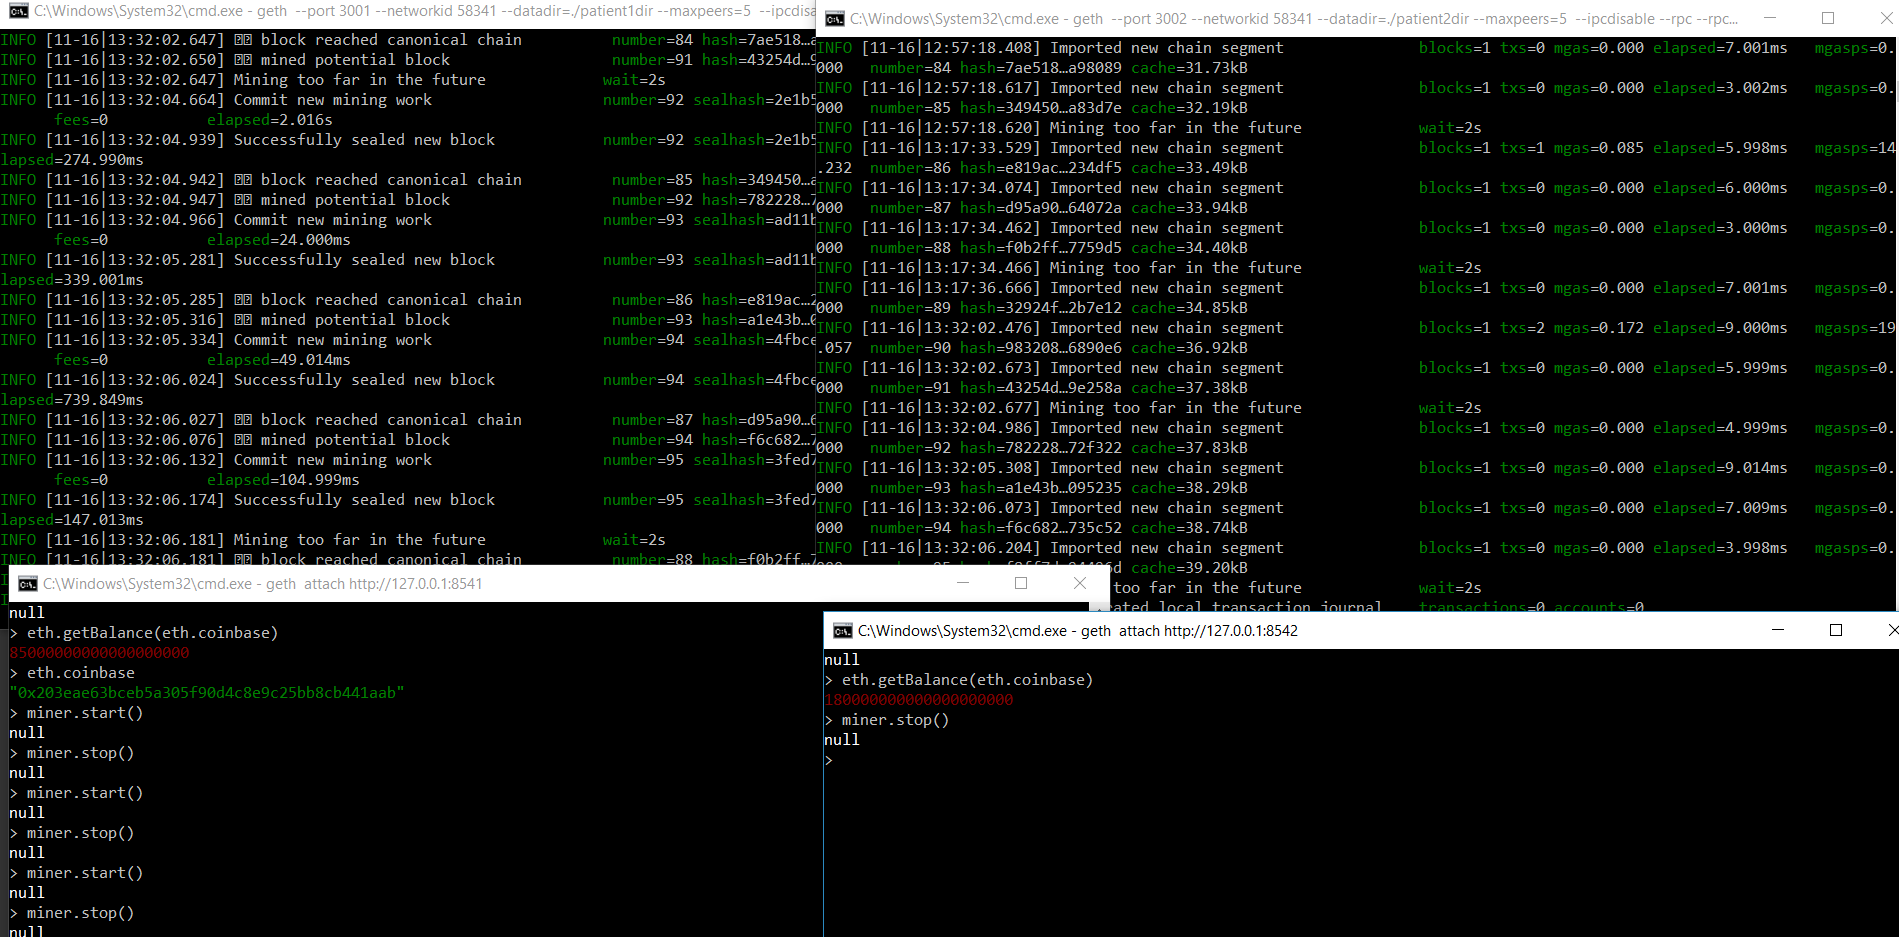 C:\Windows\System32\cmd.exe - geth  --port 3001 --networkid 58341 --datadir=./patient1dir --maxpeers=5  --ipcdisa
INFO [11-16|13:32:02.647] block reached canonical chain number=84 hash=7ae518…a
INFO [11-16|13:32:02.650] mined potential block number=91 hash=43254d…9
INFO [11-16|13:32:02.647] Mining too far in the future wait=2s
INFO [11-16|13:32:04.664] Commit new mining work number=92 sealhash=2e1b5
fees=0 elapsed=2.016s
INFO [11-16|13:32:04.939] Successfully sealed new block number=92 sealhash=2e1b5
lapsed=274.990ms
INFO [11-16|13:32:04.942] block reached canonical chain number=85 hash=349450…a
INFO [11-16|13:32:04.947] mined potential block number=92 hash=782228…7
INFO [11-16|13:32:04.966] Commit new mining work number=93 sealhash=ad11b
fees=0 elapsed=24.000ms
INFO [11-16|13:32:05.281] Successfully sealed new block number=93 sealhash=ad11b
lapsed=339.001ms
INFO [11-16|13:32:05.285] block reached canonical chain number=86 hash=e819ac…2
INFO [11-16|13:32:05.316] mined potential block number=93 hash=a1e43b…0
INFO [11-16|13:32:05.334] Commit new mining work number=94 sealhash=4fbce
fees=0 elapsed=49.014ms
INFO [11-16|13:32:06.024] Successfully sealed new block number=94 sealhash=4fbce
lapsed=739.849ms
INFO [11-16|13:32:06.027] block reached canonical chain number=87 hash=d95a90…6
INFO [11-16|13:32:06.076] mined potential block number=94 hash=f6c682…7
INFO [11-16|13:32:06.132] Commit new mining work number=95 sealhash=3fed7
fees=0 elapsed=104.999ms
INFO [11-16|13:32:06.174] Successfully sealed new block number=95 sealhash=3fed7
lapsed=147.013ms
INFO [11-16|13:32:06.181] Mining too far in the future wait=2s
INFO [11-16|13:32:06.181] block reached canonical chain number=88 hash=f0b2ff…7
C:\Windows\System32\cmd.exe - geth  --port 3002 --networkid 58341 --datadir=./patient2dir --maxpeers=5  --ipcdisable --rpc --rpc...
INFO [11-16|12:57:18.408] Imported new chain segment blocks=1 txs=0 mgas=0.000 elapsed=7.001ms mgasps=0.
000 number=84 hash=7ae518…a98089 cache=31.73kB
INFO [11-16|12:57:18.617] Imported new chain segment blocks=1 txs=0 mgas=0.000 elapsed=3.002ms mgasps=0.
000 number=85 hash=349450…a83d7e cache=32.19kB
INFO [11-16|12:57:18.620] Mining too far in the future wait=2s
INFO [11-16|13:17:33.529] Imported new chain segment blocks=1 txs=1 mgas=0.085 elapsed=5.998ms mgasps=14
.232 number=86 hash=e819ac…234df5 cache=33.49kB
INFO [11-16|13:17:34.074] Imported new chain segment blocks=1 txs=0 mgas=0.000 elapsed=6.000ms mgasps=0.
000 number=87 hash=d95a90…64072a cache=33.94kB
INFO [11-16|13:17:34.462] Imported new chain segment blocks=1 txs=0 mgas=0.000 elapsed=3.000ms mgasps=0.
000 number=88 hash=f0b2ff…7759d5 cache=34.40kB
INFO [11-16|13:17:34.466] Mining too far in the future wait=2s
INFO [11-16|13:17:36.666] Imported new chain segment blocks=1 txs=0 mgas=0.000 elapsed=7.001ms mgasps=0.
000 number=89 hash=32924f…2b7e12 cache=34.85kB
INFO [11-16|13:32:02.476] Imported new chain segment blocks=1 txs=2 mgas=0.172 elapsed=9.000ms mgasps=19
.057 number=90 hash=983208…6890e6 cache=36.92kB
INFO [11-16|13:32:02.673] Imported new chain segment blocks=1 txs=0 mgas=0.000 elapsed=5.999ms mgasps=0.
000 number=91 hash=43254d…9e258a cache=37.38kB
INFO [11-16|13:32:02.677] Mining too far in the future wait=2s
INFO [11-16|13:32:04.986] Imported new chain segment blocks=1 txs=0 mgas=0.000 elapsed=4.999ms mgasps=0.
000 number=92 hash=782228…72f322 cache=37.83kB
INFO [11-16|13:32:05.308] Imported new chain segment blocks=1 txs=0 mgas=0.000 elapsed=9.014ms mgasps=0.
000 number=93 hash=a1e43b…095235 cache=38.29kB
INFO [11-16|13:32:06.073] Imported new chain segment blocks=1 txs=0 mgas=0.000 elapsed=7.009ms mgasps=0.
000 number=94 hash=f6c682…735c52 cache=38.74kB
INFO [11-16|13:32:06.204] Imported new chain segment blocks=1 txs=0 mgas=0.000 elapsed=3.998ms mgasps=0.
cache=39.20kB
too far in the future wait=2s
rated local transaction journal transactions=0 accounts=0
C:\Windows\System32\cmd.exe - geth  attach http://127.0.0.1:8541
null
> eth.getBalance(eth.coinbase)
85000000000000000000
> eth.coinbase
"0x203eae63bceb5a305f90d4c8e9c25bb8cb441aab"
> miner.start()
null
> miner.stop()
null
> miner.start()
null
> miner.stop()
null
> miner.start()
null
> miner.stop()
null
C:\Windows\System32\cmd.exe - geth  attach http://127.0.0.1:8542
null
> eth.getBalance(eth.coinbase)
180000000000000000000
> miner.stop()
null
>